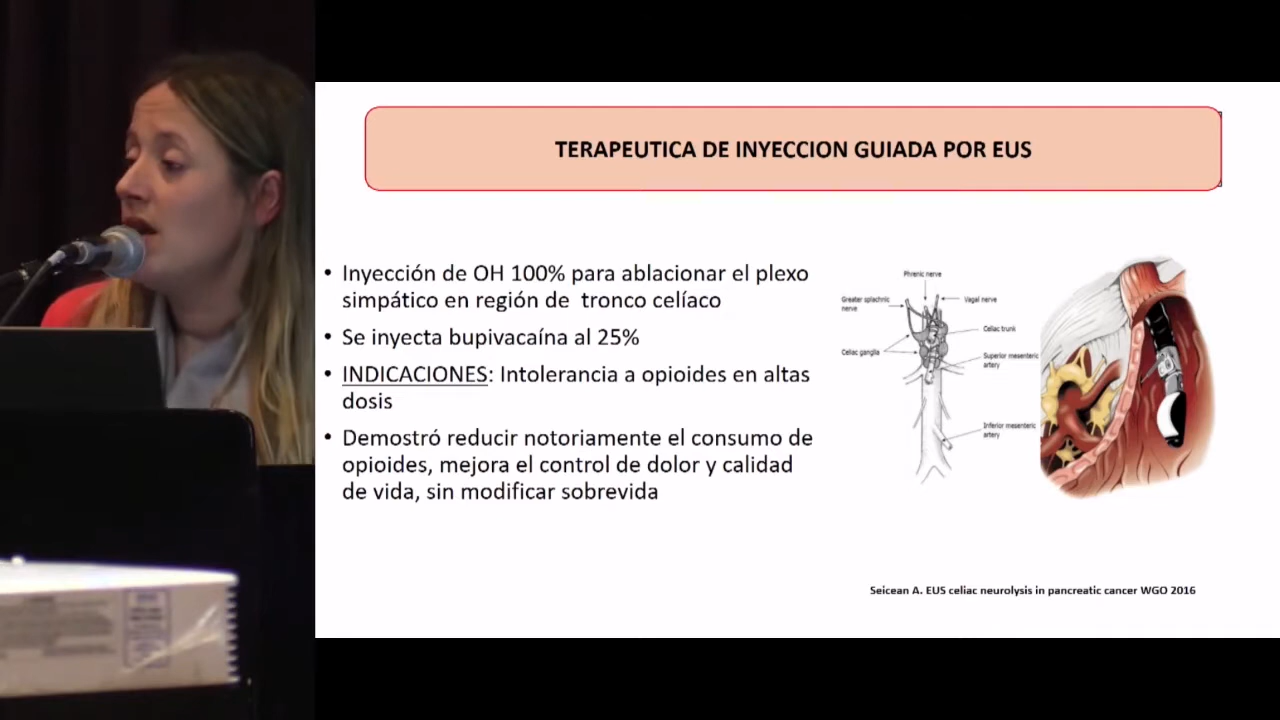 TERAPEUTICA DE INYECCION GUIADA POR EUS
• Inyección de OH 100% para ablacionar el plexo
simpático en región de tronco celíaco
• Se inyecta bupivacaína al 25%
• INDICACIONES: Intolerancia a opioides en altas
dosis
• Demostró reducir notoriamente el consumo de
opioides, mejora el control de dolor y calidad
de vida, sin modificar sobrevida
Phrenic nerve
Greater splachnic
nerve
Vagal nerve
Celiac trunk
Celiac ganglia
Superior mesenteric
artery
Inferior mesenteric
artery
Seicean A. EUS celiac neurolysis in pancreatic cancer WGO 2016